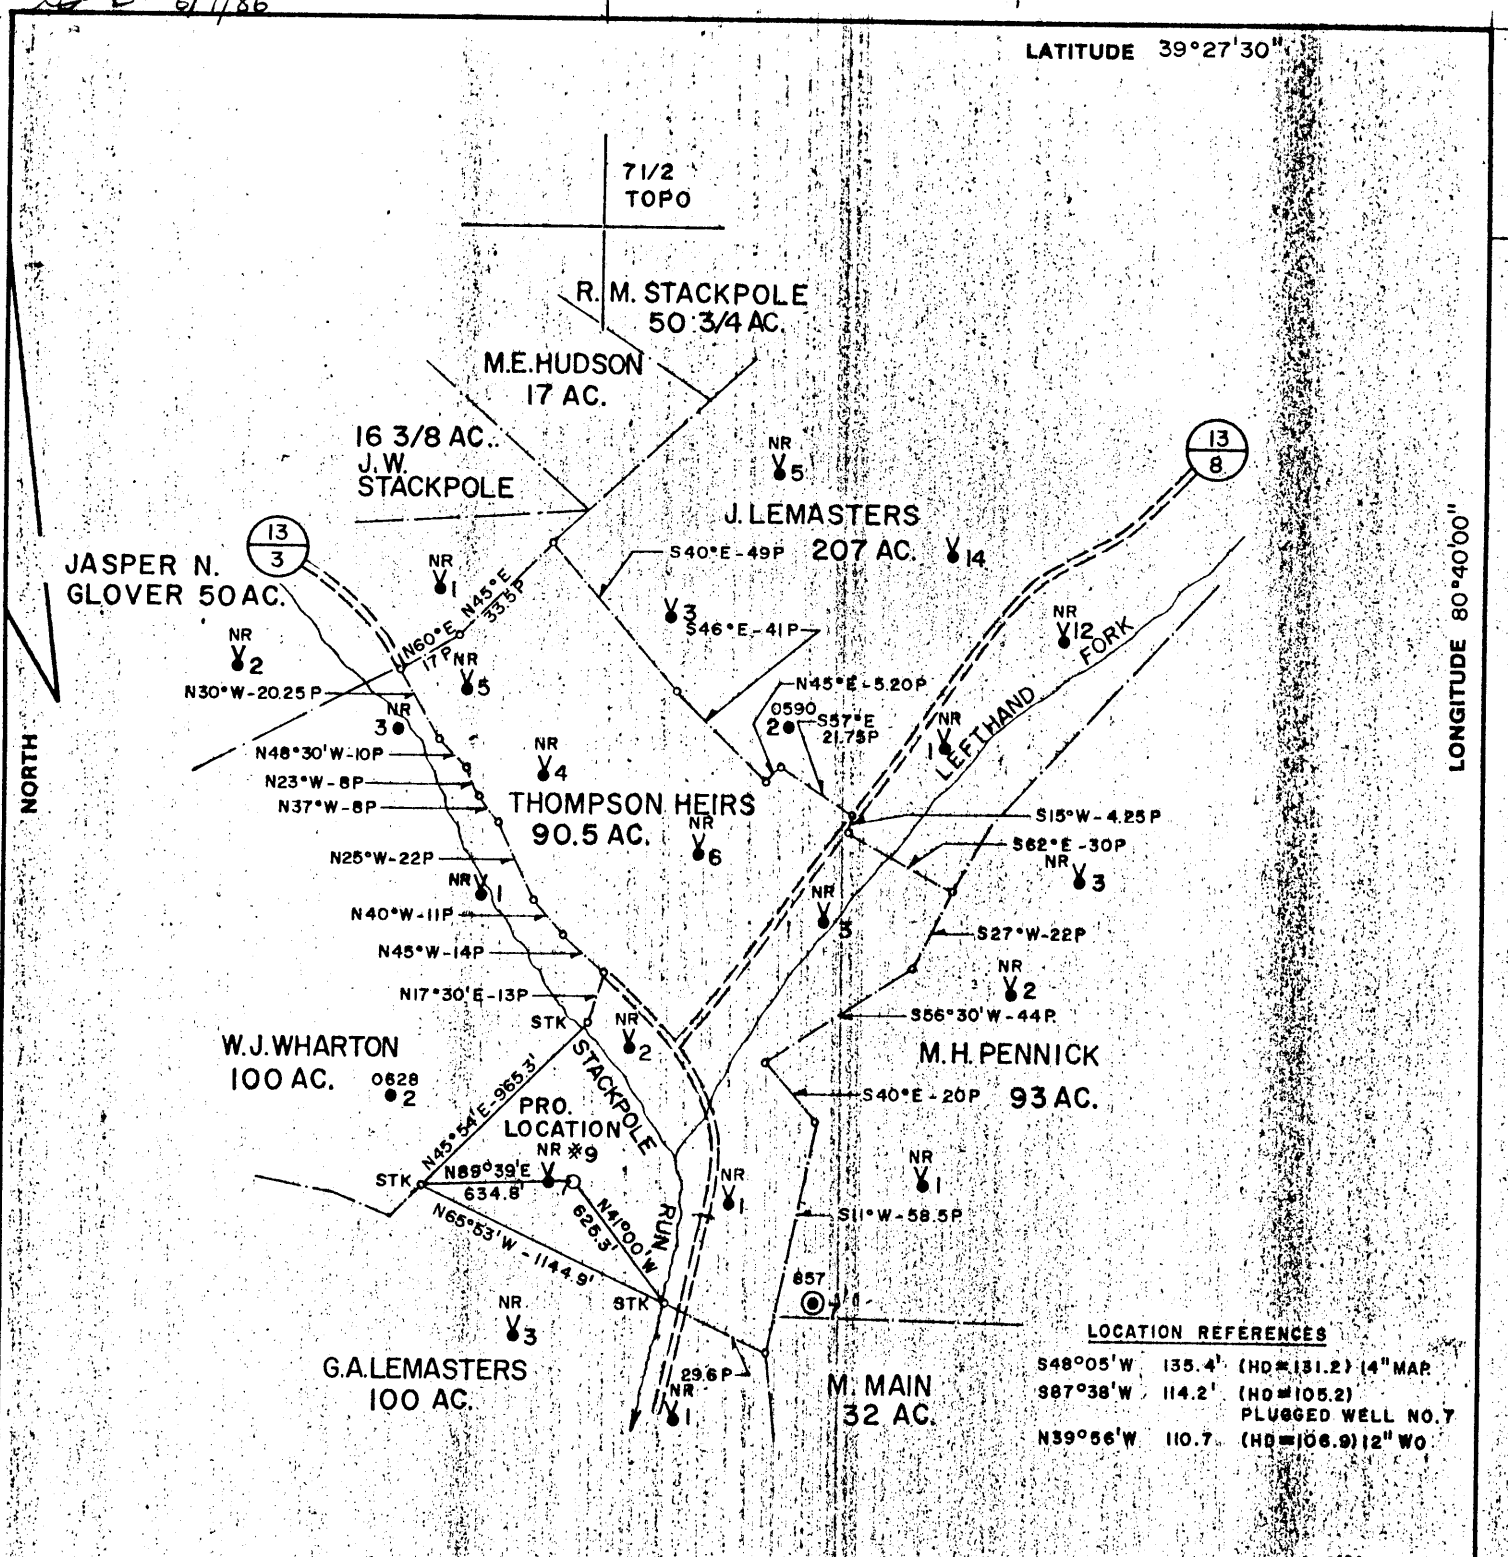 6/1/86
LATITUDE 39°27'30"
7 1/2
TOPO
R. M. STACKPOLE
50 3/4 AC.
M.E. HUDSON
17 AC.
16 3/8 AC.
J.W.
STACKPOLE
NR
5
13
8
J. LEMASTERS
207 AC.
14
S40°E-49P
13
3
JASPER N.
GLOVER 50 AC.
NR
1
N45°E
33.5P
3
S46°E-41P
NR
12
LEFTHAND FORK
LONGITUDE 80°40'00"
NR
2
N60°E
17P
NR
5
N30°W-20.25P
N45°E-5.20P
0590
2
S57°E
21.75P
NR
1
NR
3
N48°30'W-10P
N23°W-8P
N37°W-8P
NORTH
NR
4
THOMPSON HEIRS
90.5 AC.
NR
6
S15°W-4.25P
S62°E-30P
NR
3
N25°W-22P
NR
1
NR
3
N40°W-11P
N45°W-14P
S27°W-22P
N17°30'E-13P
STK
NR
2
NR
2
S56°30'W-44P.
W.J. WHARTON
100 AC.
0628
2
M.H. PENNICK
93 AC.
S40°E-20P
N45°54'E-965.3'
STACKPOLE RUN
PRO.
LOCATION
NR #9
7
STK
N89°39'E
634.8'
N41°00'W
625.3'
N65°53'W-1144.9'
NR
1
NR
1
S11°W-58.5P
STK
857
NR
3
G.A. LEMASTERS
100 AC.
29.6P
NR
1
M. MAIN
32 AC.
LOCATION REFERENCES
S48°05'W 135.4' (HD=131.2) 14" MAP.
S87°38'W 114.2' (HD=105.2)
PLUGGED WELL NO.7
N39°56'W 110.7 (HD=106.9) 12" WO